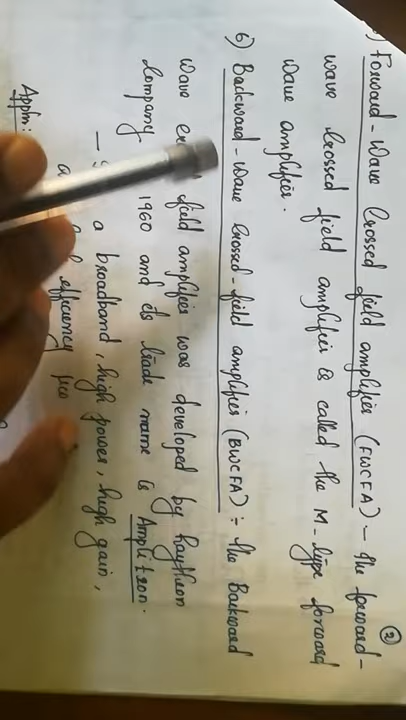 ②
Forward-Wave Crossed field amplifier (FWCFA) - the forward-
wave Crossed field amplifier is called the M-type forward
wave amplifier.
6) Backward-wave Crossed-field amplifier (BWCFA) :- the Backward
wave field amplifier was developed by Raytheon
Company 1960 and its trade name is Amplitron.
- a broadband, high power, high gain,
efficiency
Appln: